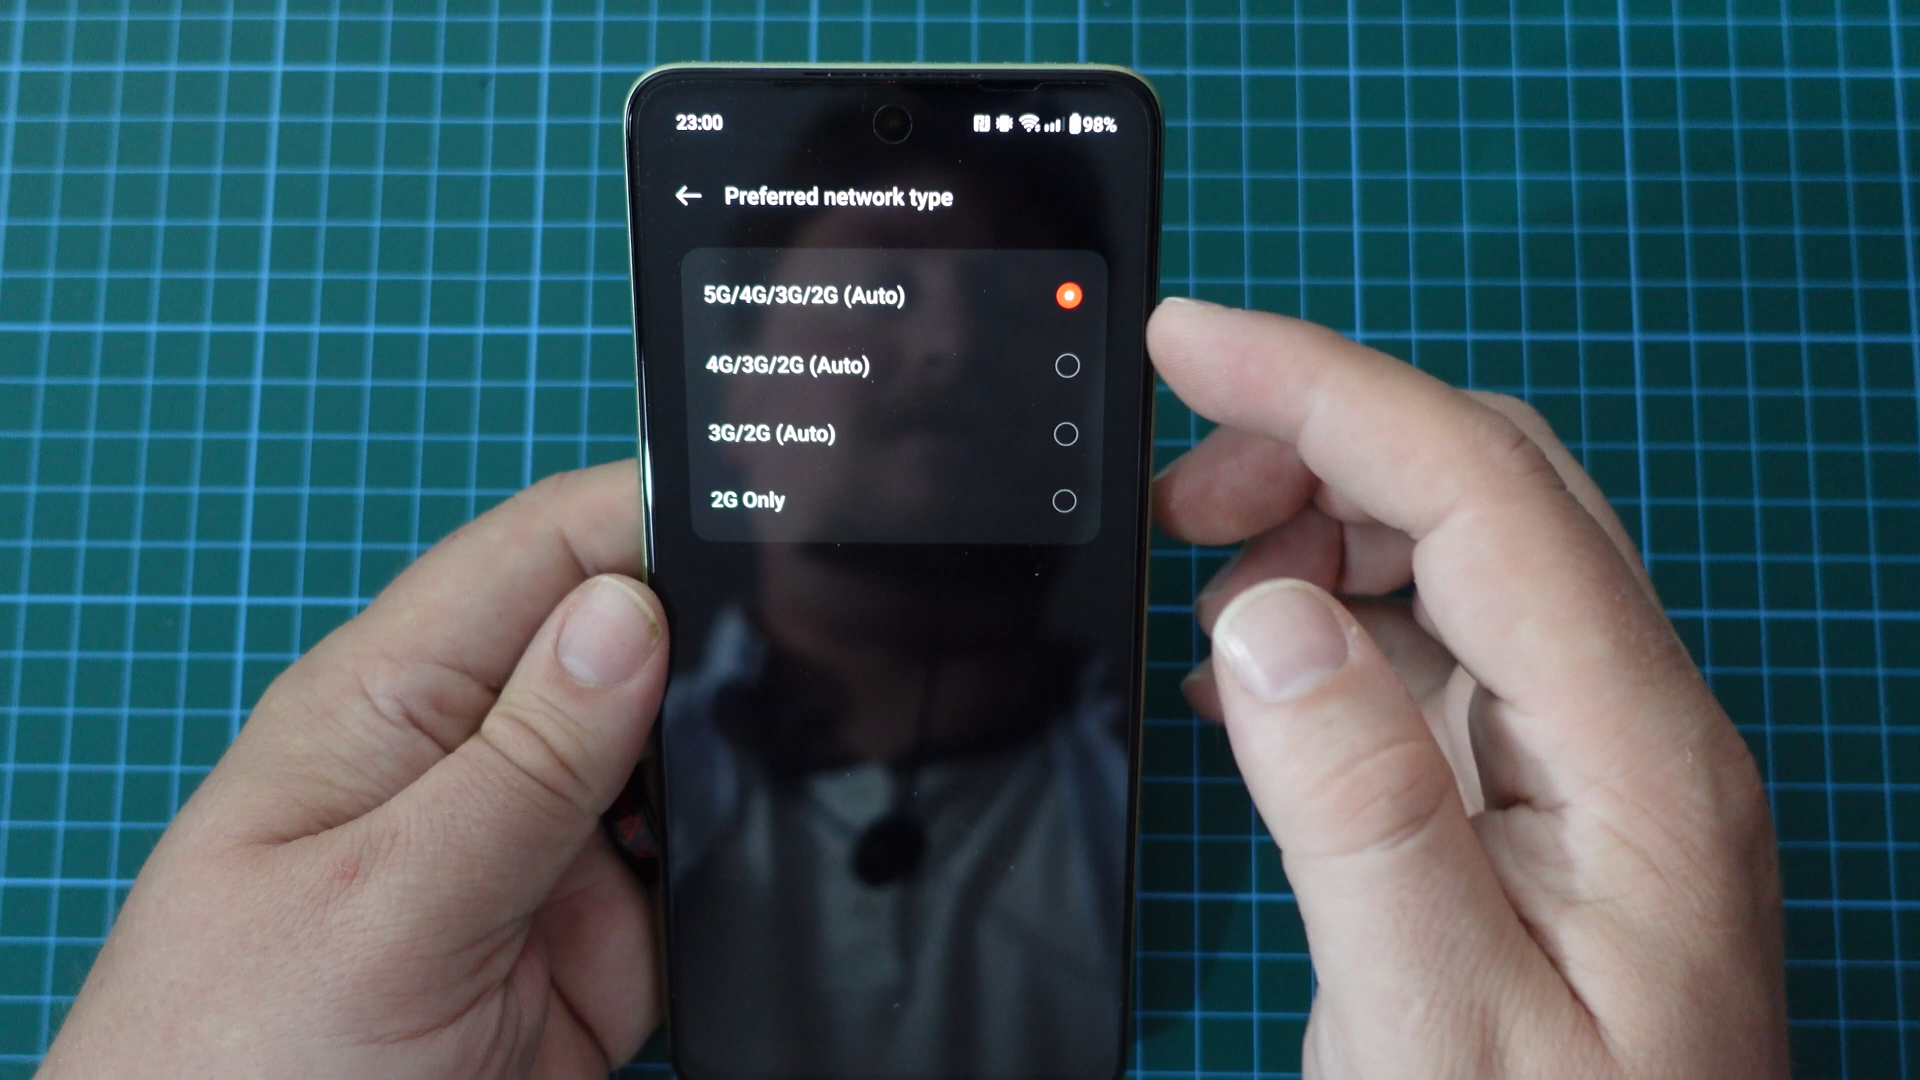 23:00 98%
Preferred network type
5G/4G/3G/2G (Auto)
4G/3G/2G (Auto)
3G/2G (Auto)
2G Only